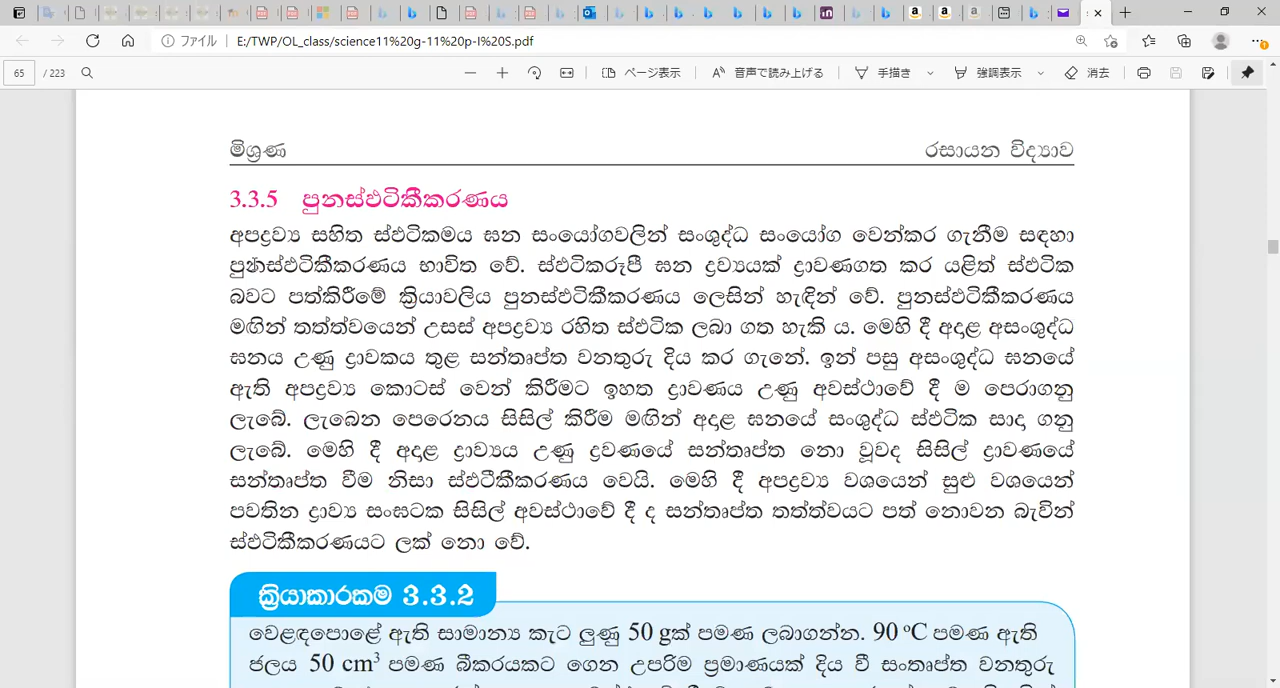 ファイル E:/TWP/OL_class/science11%20g-11%20p-I%20S.pdf
65 / 223 ページ表示 音声で読み上げる 手描き 強調表示 消去
මිශ්‍රණ රසායන විද්‍යාව
3.3.5 පුනස්ඵටිකීකරණය
අපද්‍රව්‍ය සහිත ස්ඵටිකමය ඝන සංයෝගවලින් සංශුද්ධ සංයෝග වෙන්කර ගැනීම සඳහා
පුනස්ඵටිකීකරණය භාවිත වේ. ස්ඵටිකරූපී ඝන ද්‍රව්‍යයක් ද්‍රාවණගත කර යළිත් ස්ඵටික
බවට පත්කිරීමේ ක්‍රියාවලිය පුනස්ඵටිකීකරණය ලෙසින් හැඳින් වේ. පුනස්ඵටිකීකරණය
මඟින් තත්ත්වයෙන් උසස් අපද්‍රව්‍ය රහිත ස්ඵටික ලබා ගත හැකි ය. මෙහි දී අදාළ අසංශුද්ධ
ඝනය උණු ද්‍රාවකය තුළ සන්තෘප්ත වනතුරු දිය කර ගැනේ. ඉන් පසු අසංශුද්ධ ඝනයේ
ඇති අපද්‍රව්‍ය කොටස් වෙන් කිරීමට ඉහත ද්‍රාවණය උණු අවස්ථාවේ දී ම පෙරාගනු
ලැබේ. ලැබෙන පෙරෙනය සිසිල් කිරීම මඟින් අදාළ ඝනයේ සංශුද්ධ ස්ඵටික සාදා ගනු
ලැබේ. මෙහි දී අදාළ ද්‍රාව්‍යය උණු ද්‍රවණයේ සන්තෘප්ත නො වූවද සිසිල් ද්‍රාවණයේ
සන්තෘප්ත වීම නිසා ස්ඵටීකීකරණය වෙයි. මෙහි දී අපද්‍රව්‍ය වශයෙන් සුළු වශයෙන්
පවතින ද්‍රාව්‍ය සංඝටක සිසිල් අවස්ථාවේ දී ද සන්තෘප්ත තත්ත්වයට පත් නොවන බැවින්
ස්ඵටිකීකරණයට ලක් නො වේ.
ක්‍රියාකාරකම 3.3.2
වෙළඳපොළේ ඇති සාමාන්‍ය කැට ලුණු 50 gක් පමණ ලබාගන්න. 90 ºC පමණ ඇති
ජලය 50 cm³ පමණ බීකරයකට ගෙන උපරිම ප්‍රමාණයක් දිය වී සංතෘප්ත වනතුරු